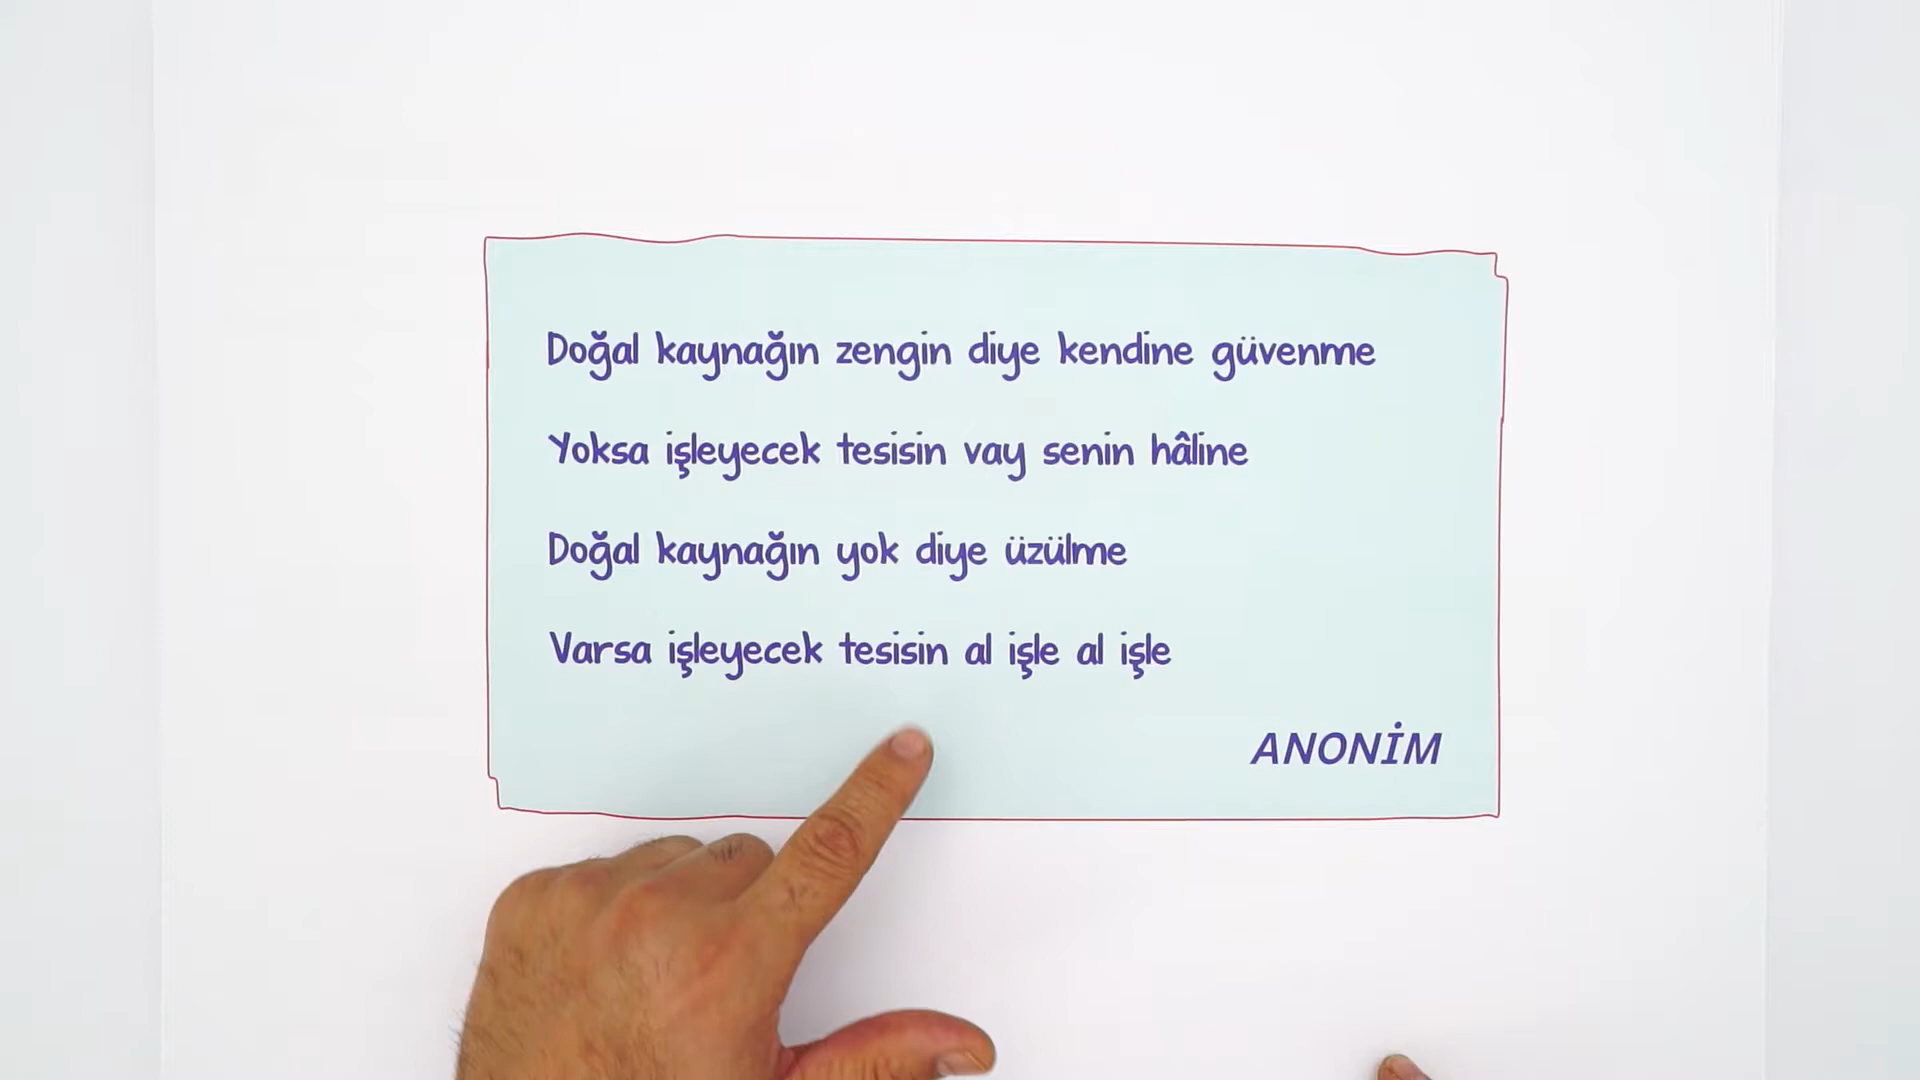 Doğal kaynağın zengin diye kendine güvenme
Yoksa işleyecek tesisin vay senin hâline
Doğal kaynağın yok diye üzülme
Varsa işleyecek tesisin al işle al işle
ANONİM